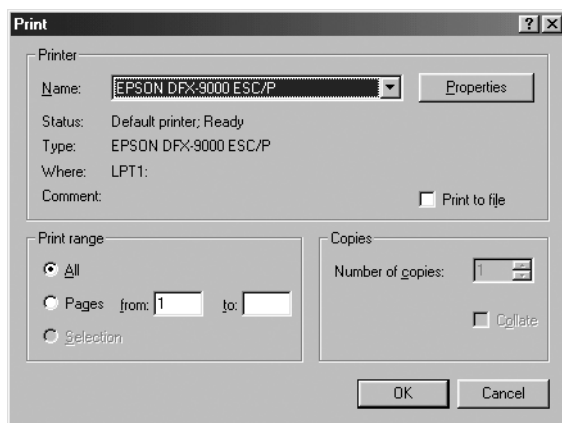 Print
Printer
Name: EPSON DFX-9000 ESC/P Properties
Status: Default printer; Ready
Type: EPSON DFX-9000 ESC/P
Where: LPT1:
Comment:
Print to file
Print range
All
Pages from: 1 to:
Selection
Copies
Number of copies: 1
Collate
OK Cancel